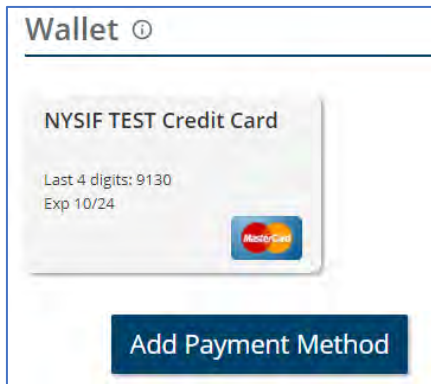 Wallet
NYSIF TEST Credit Card
Last 4 digits: 9130
Exp 10/24
MasterCard
Add Payment Method